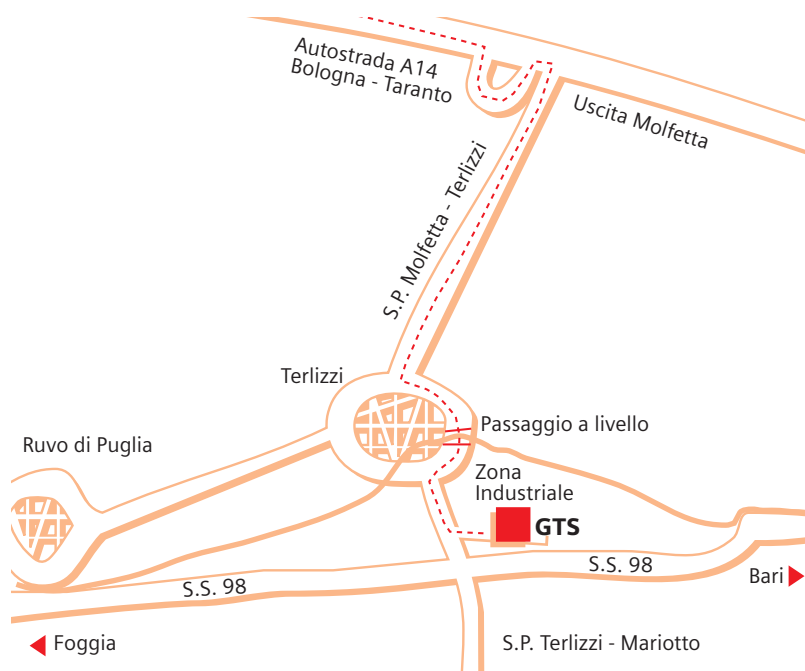 Autostrada A14
Bologna - Taranto
Uscita Molfetta
S.P. Molfetta - Terlizzi
Terlizzi
Passaggio a livello
Ruvo di Puglia
Zona
Industriale
GTS
S.S. 98
S.S. 98
Bari
Foggia
S.P. Terlizzi - Mariotto